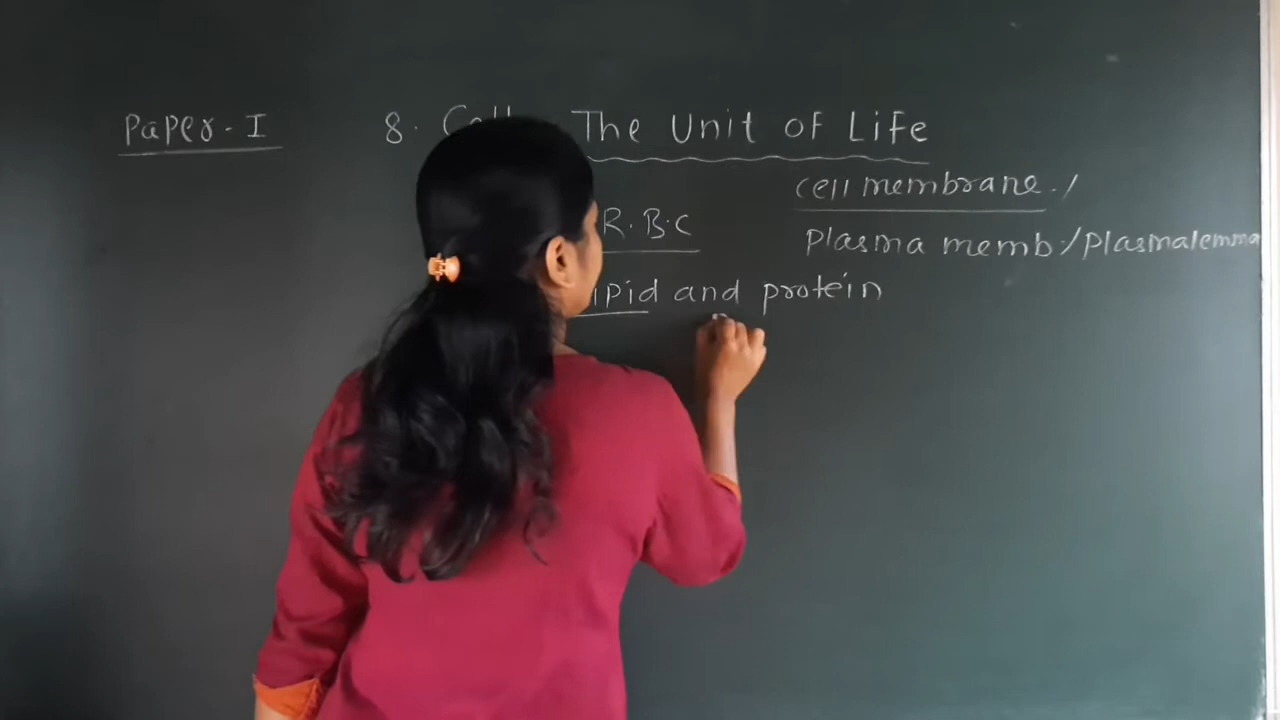 Paper - I
8. Cell The Unit of Life
cell membrane. /
R.B.C
Plasma memb:/Plasmalemma
lipid and protein